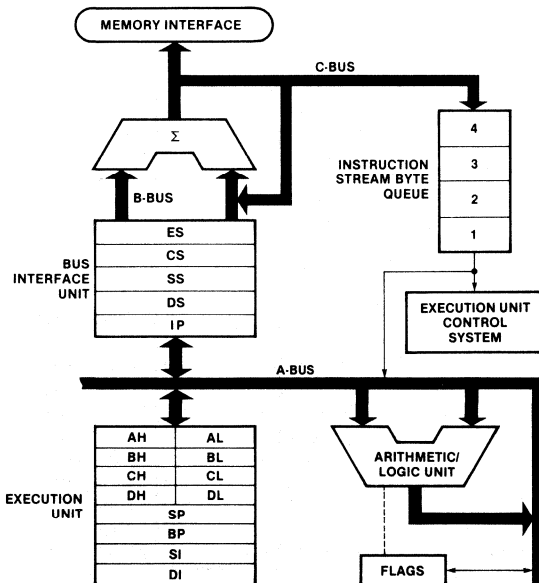 MEMORY INTERFACE
C-BUS
Σ
B-BUS
4
3
2
1
INSTRUCTION
STREAM BYTE
QUEUE
ES
CS
SS
DS
IP
BUS
INTERFACE
UNIT
EXECUTION UNIT
CONTROL
SYSTEM
A-BUS
AH AL
BH BL
CH CL
DH DL
SP
BP
SI
DI
EXECUTION
UNIT
ARITHMETIC/
LOGIC UNIT
FLAGS